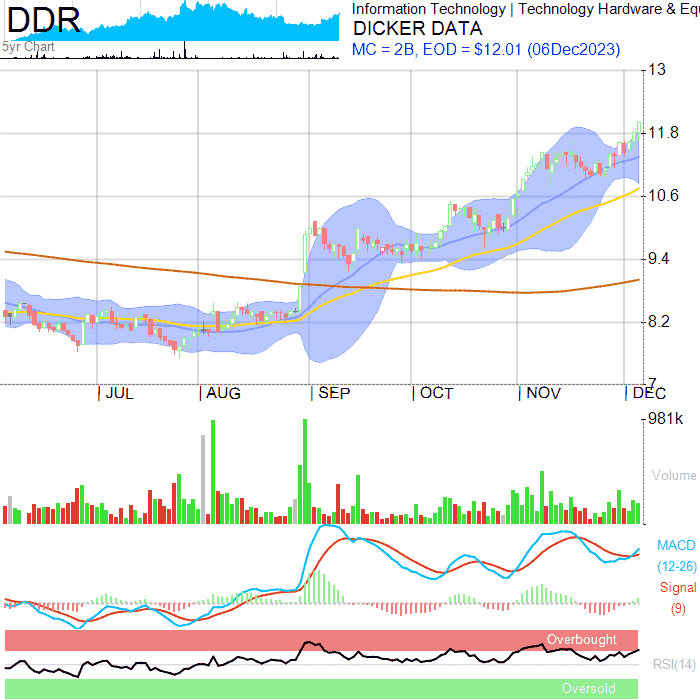 DDR
5yr Chart
Information Technology | Technology Hardware & Equ
DICKER DATA
MC = 2B, EOD = $12.01 (06Dec2023)
13
11.8
10.6
9.4
8.2
7
JUL
AUG
SEP
OCT
NOV
DEC
981k
Volume
MACD
(12-26)
Signal
(9)
Overbought
RSI(14)
Oversold